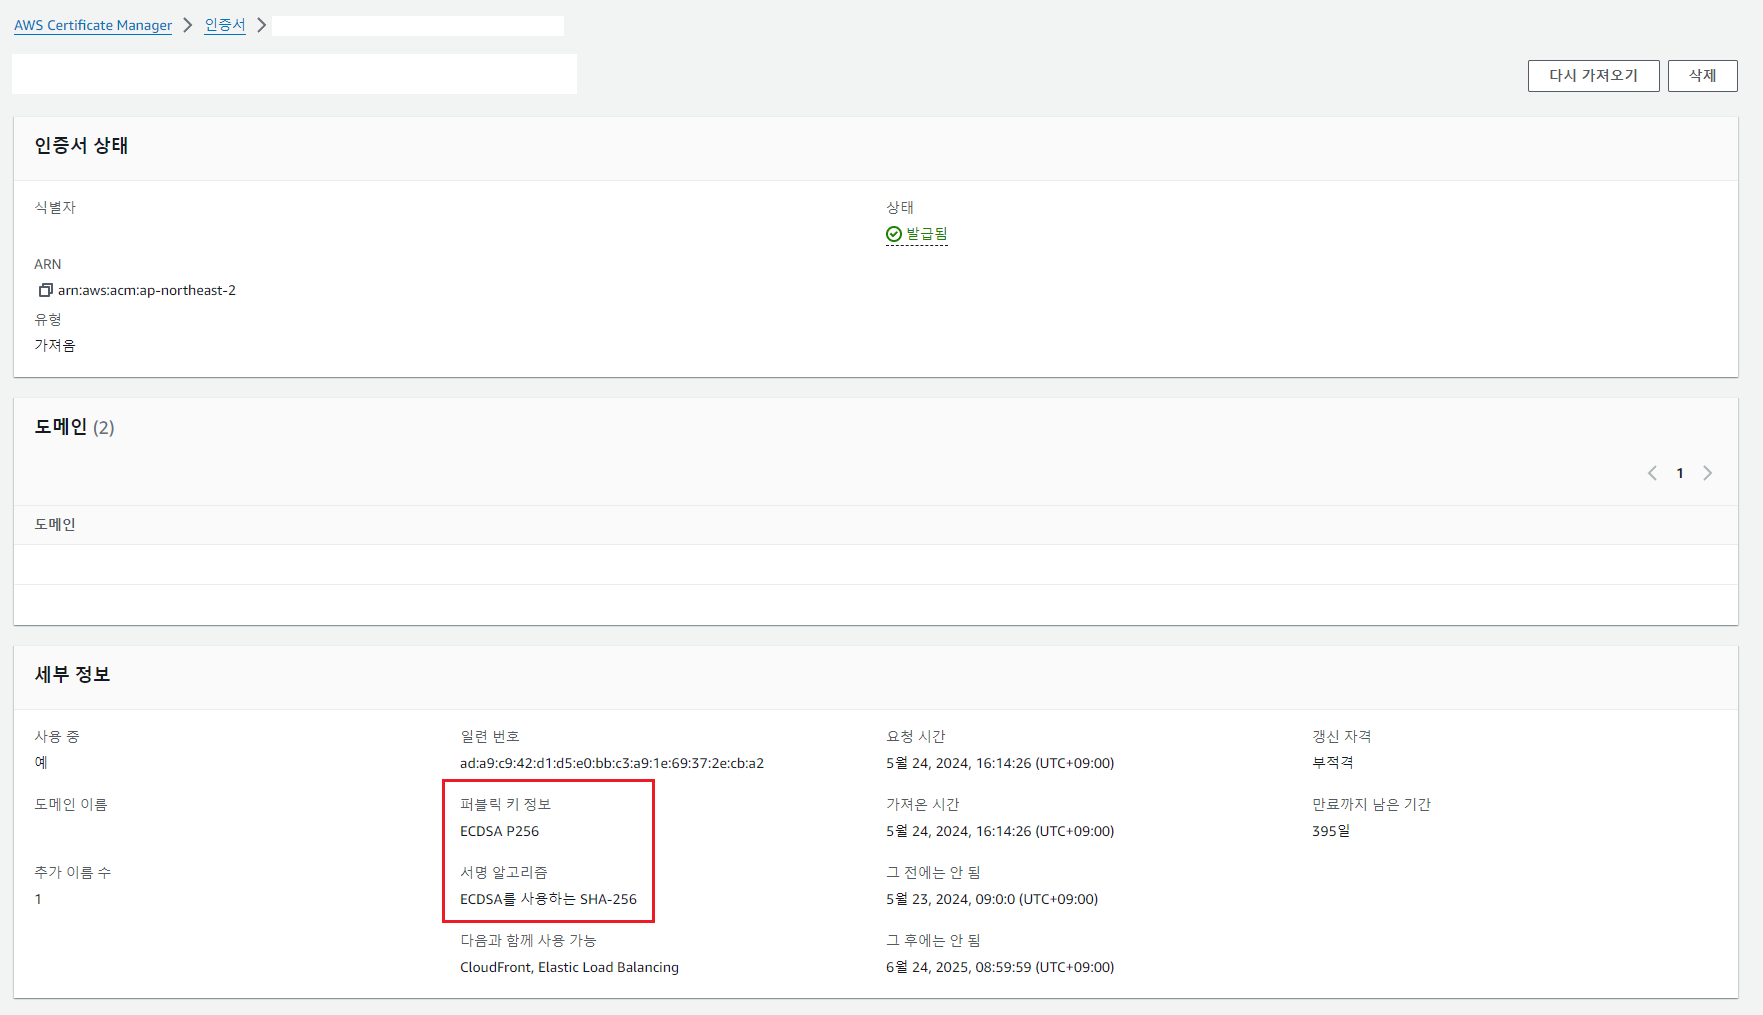 AWS Certificate Manager > 인증서 >
다시 가져오기 삭제
인증서 상태
식별자
상태
발급됨
ARN
arn:aws:acm:ap-northeast-2
유형
가져옴
도메인 (2)
1
도메인
세부 정보
사용 중
예
도메인 이름
추가 이름 수
1
일련 번호
ad:a9:c9:42:d1:d5:e0:bb:c3:a9:1e:69:37:2e:cb:a2
퍼블릭 키 정보
ECDSA P256
서명 알고리즘
ECDSA를 사용하는 SHA-256
다음과 함께 사용 가능
CloudFront, Elastic Load Balancing
요청 시간
5월 24, 2024, 16:14:26 (UTC+09:00)
가져온 시간
5월 24, 2024, 16:14:26 (UTC+09:00)
그 전에는 안 됨
5월 23, 2024, 09:0:0 (UTC+09:00)
그 후에는 안 됨
6월 24, 2025, 08:59:59 (UTC+09:00)
갱신 자격
부적격
만료까지 남은 기간
395일